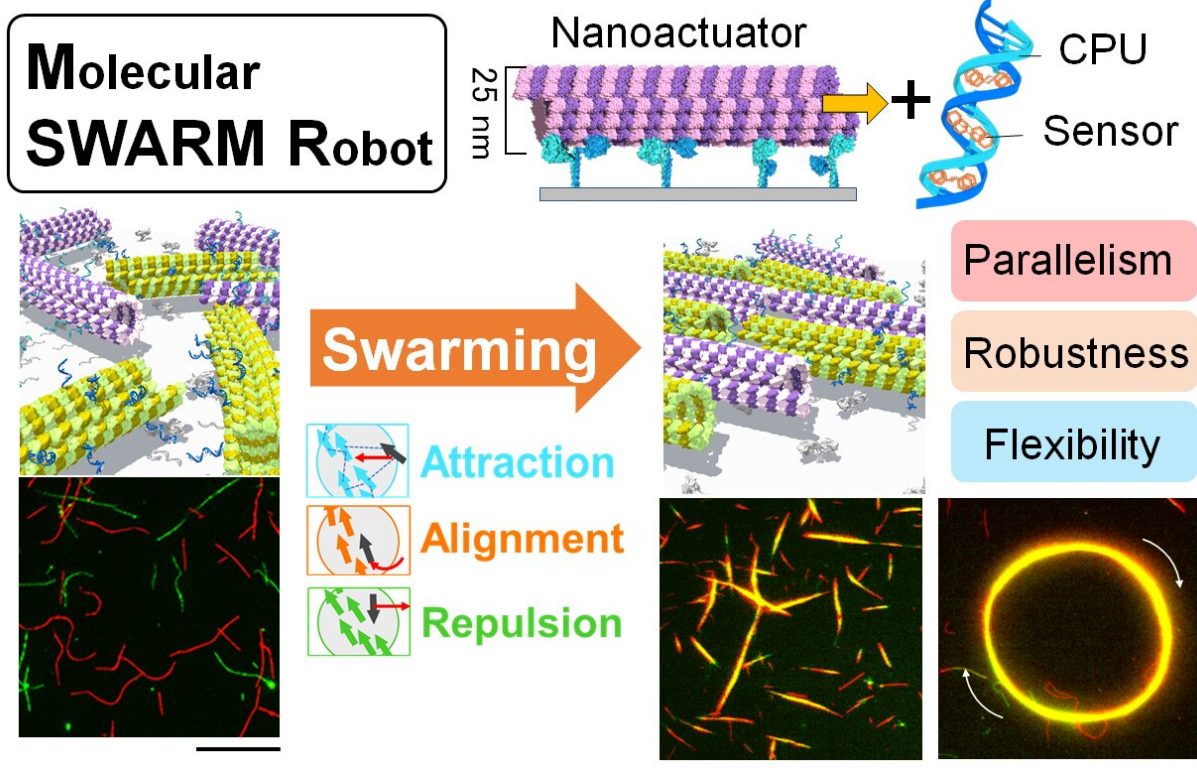 Molecular
SWARM Robot
Nanoactuator
25 nm
+
CPU
Sensor
Swarming
Parallelism
Robustness
Flexibility
Attraction
Alignment
Repulsion